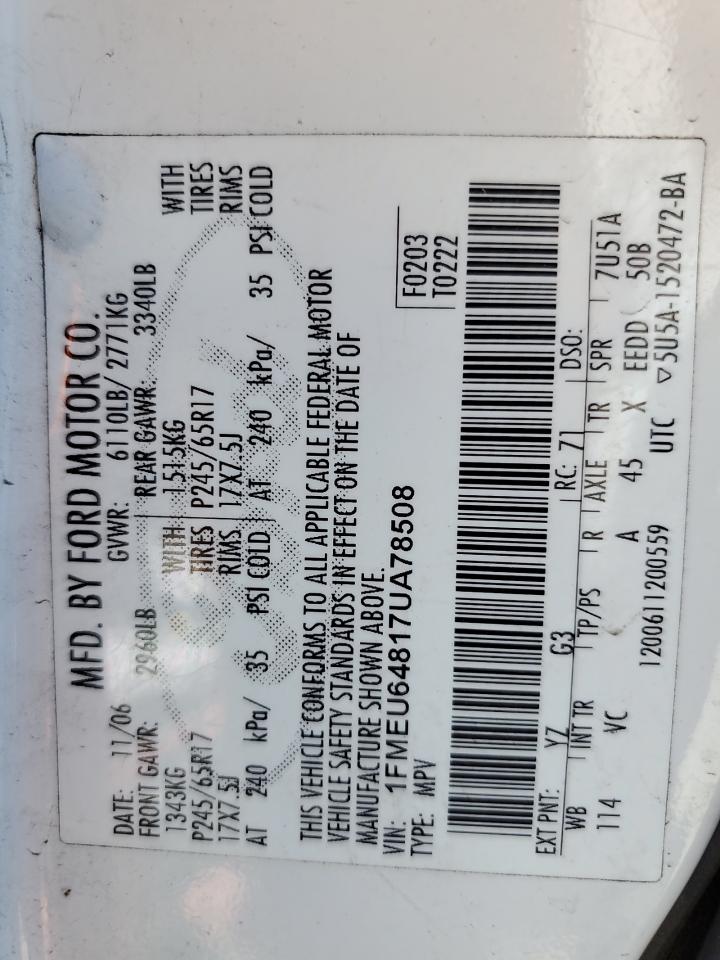 MFD. BY FORD MOTOR CO.
DATE: 11/06 GVWR: 6110LB/ 2771KG
FRONT GAWR: 2960LB REAR GAWR: 3340LB
1343KG WITH 1515KG WITH
P245/65R17 TIRES P245/65R17 TIRES
17X7.5J RIMS 17X7.5J RIMS
AT 240 kPa/ 35 PSI COLD AT 240 kPa/ 35 PSI COLD
THIS VEHICLE CONFORMS TO ALL APPLICABLE FEDERAL MOTOR
VEHICLE SAFETY STANDARDS IN EFFECT ON THE DATE OF
MANUFACTURE SHOWN ABOVE.
VIN: 1FMEU64817UA78508 F0203
TYPE: MPV T0222
EXT PNT: YZ G3 RC: 71 DSO:
WB INT TR TP/PS R AXLE TR SPR 7U51A
114 VC A 45 X EEDD 50B
1200611200559 UTC ▽5U5A-1520472-BA